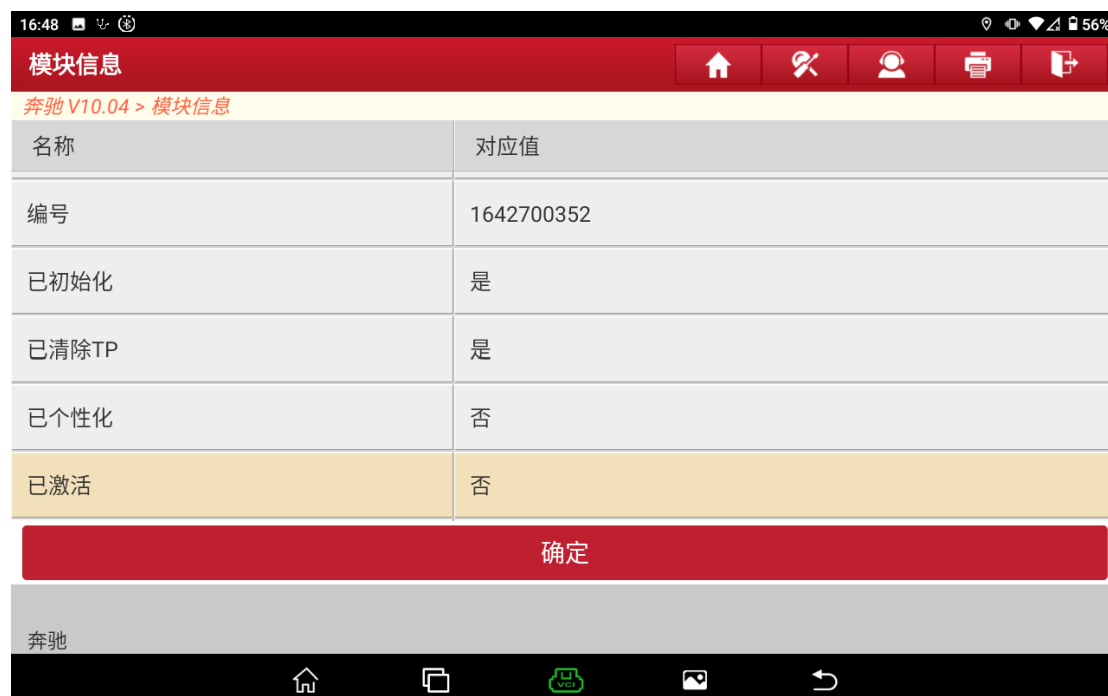 16:48 56%
模块信息
奔驰 V10.04 > 模块信息
名称 对应值
编号 1642700352
已初始化 是
已清除TP 是
已个性化 否
已激活 否
确定
奔驰
VCI